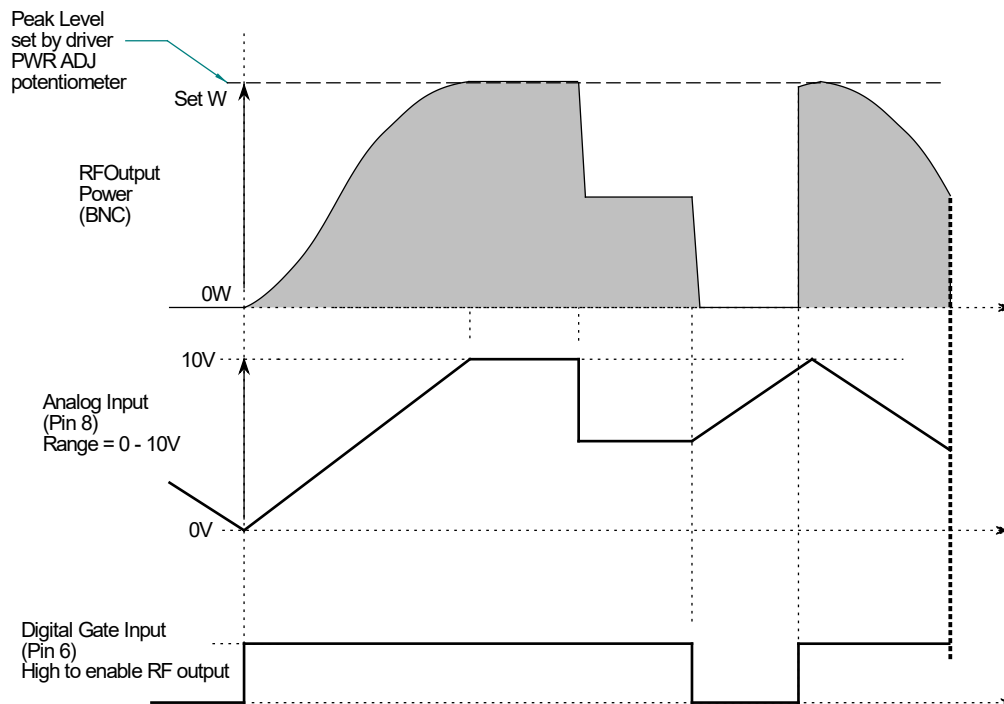 Peak Level
set by driver
PWR ADJ
potentiometer
Set W
RFOutput
Power
(BNC)
0W
10V
Analog Input
(Pin 8)
Range = 0 - 10V
0V
Digital Gate Input
(Pin 6)
High to enable RF output